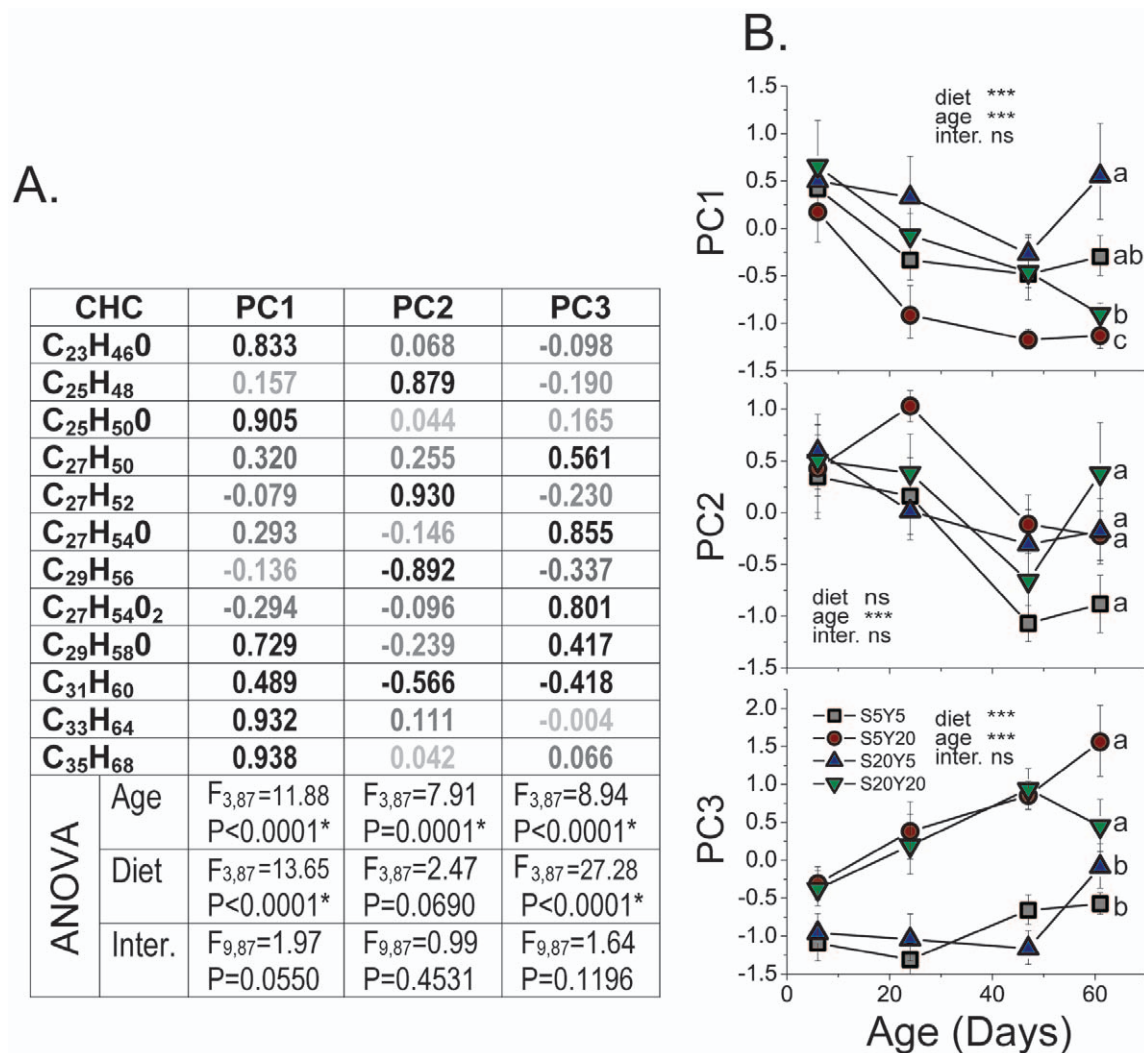 A.
CHC PC1 PC2 PC3
C₂₃H₄₆0 0.833 0.068 -0.098
C₂₅H₄₈ 0.157 0.879 -0.190
C₂₅H₅₀0 0.905 0.044 0.165
C₂₇H₅₀ 0.320 0.255 0.561
C₂₇H₅₂ -0.079 0.930 -0.230
C₂₇H₅₄0 0.293 -0.146 0.855
C₂₉H₅₆ -0.136 -0.892 -0.337
C₂₇H₅₄0₂ -0.294 -0.096 0.801
C₂₉H₅₈0 0.729 -0.239 0.417
C₃₁H₆₀ 0.489 -0.566 -0.418
C₃₃H₆₄ 0.932 0.111 -0.004
C₃₅H₆₈ 0.938 0.042 0.066
ANOVA
Age F₃,₈₇=11.88 F₃,₈₇=7.91 F₃,₈₇=8.94
P<0.0001* P=0.0001* P<0.0001*
Diet F₃,₈₇=13.65 F₃,₈₇=2.47 F₃,₈₇=27.28
P<0.0001* P=0.0690 P<0.0001*
Inter. F₉,₈₇=1.97 F₉,₈₇=0.99 F₉,₈₇=1.64
P=0.0550 P=0.4531 P=0.1196
B.
PC1
1.5
1.0
0.5
0.0
-0.5
-1.0
-1.5
diet ***
age ***
inter. ns
a
ab
b
c
PC2
1.0
0.5
0.0
-0.5
-1.0
-1.5
diet ns
age ***
inter. ns
a
a
a
a
PC3
2.0
1.5
1.0
0.5
0.0
-0.5
-1.0
-1.5
S5Y5
S5Y20
S20Y5
S20Y20
diet ***
age ***
inter. ns
a
a
b
b
0 20 40 60
Age (Days)